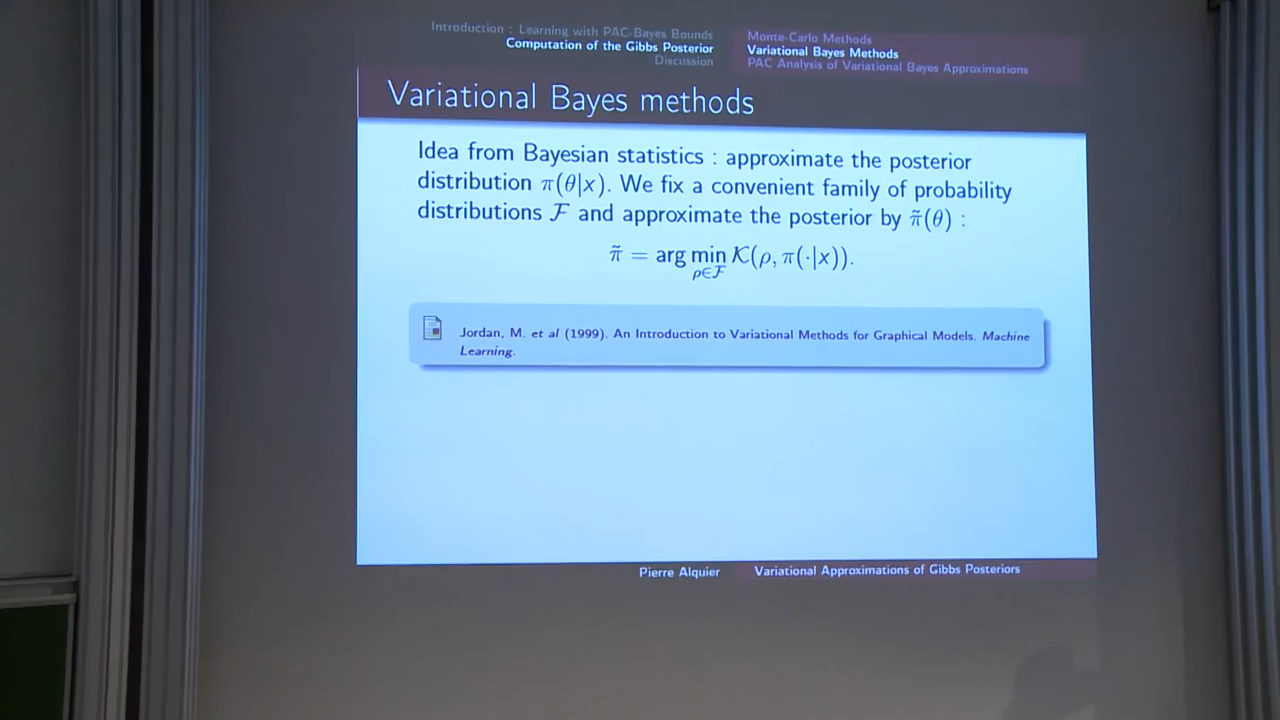 Introduction : Learning with PAC-Bayes Bounds
Computation of the Gibbs Posterior
Discussion
Monte-Carlo Methods
Variational Bayes Methods
PAC Analysis of Variational Bayes Approximations
Variational Bayes methods
Idea from Bayesian statistics : approximate the posterior
distribution π(θ|x). We fix a convenient family of probability
distributions ℱ and approximate the posterior by π̃(θ) :
π̃ = arg min 𝒦(ρ, π(·|x)).
ρ∈ℱ
Jordan, M. et al (1999). An Introduction to Variational Methods for Graphical Models. Machine
Learning.
Pierre Alquier
Variational Approximations of Gibbs Posteriors